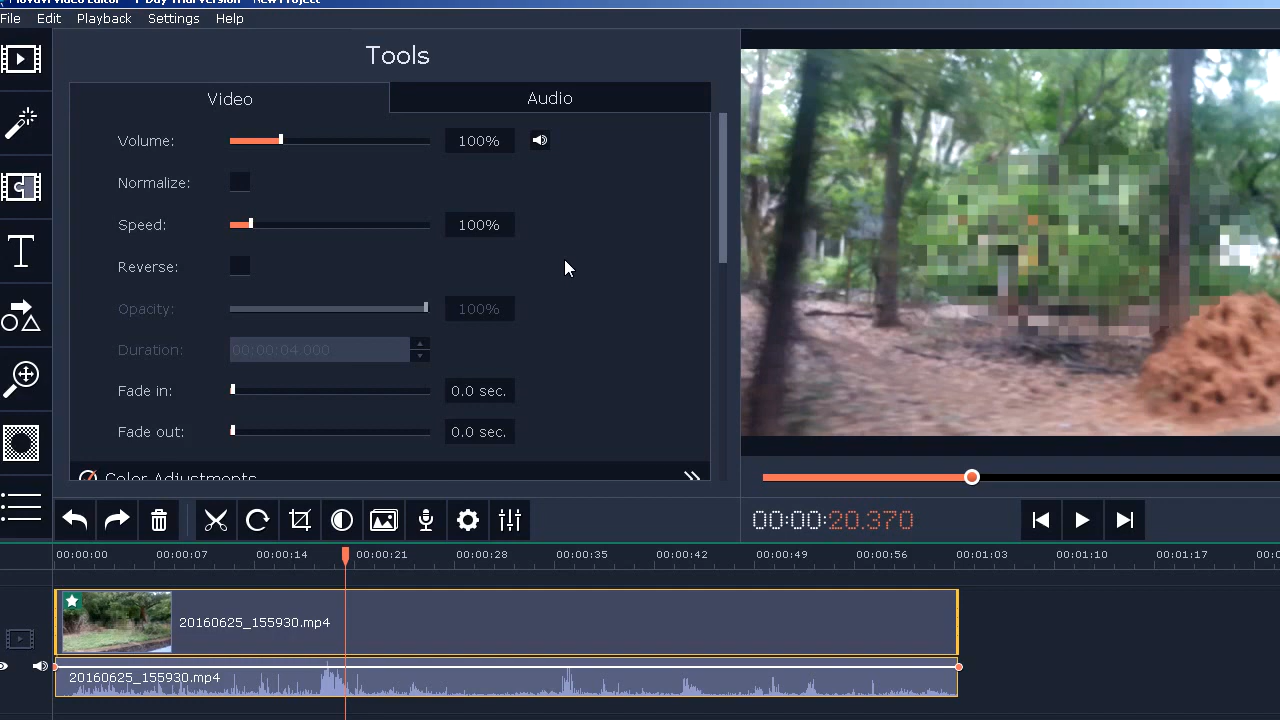 File Edit Playback Settings Help
Tools
Video Audio
Volume: 100%
Normalize:
Speed: 100%
Reverse:
Opacity: 100%
Duration: 00:00:04.000
Fade in: 0.0 sec.
Fade out: 0.0 sec.
Color Adjustments
T
00:00:20.370
00:00:00 00:00:07 00:00:14 00:00:21 00:00:28 00:00:35 00:00:42 00:00:49 00:00:56 00:01:03 00:01:10 00:01:17
20160625_155930.mp4
20160625_155930.mp4